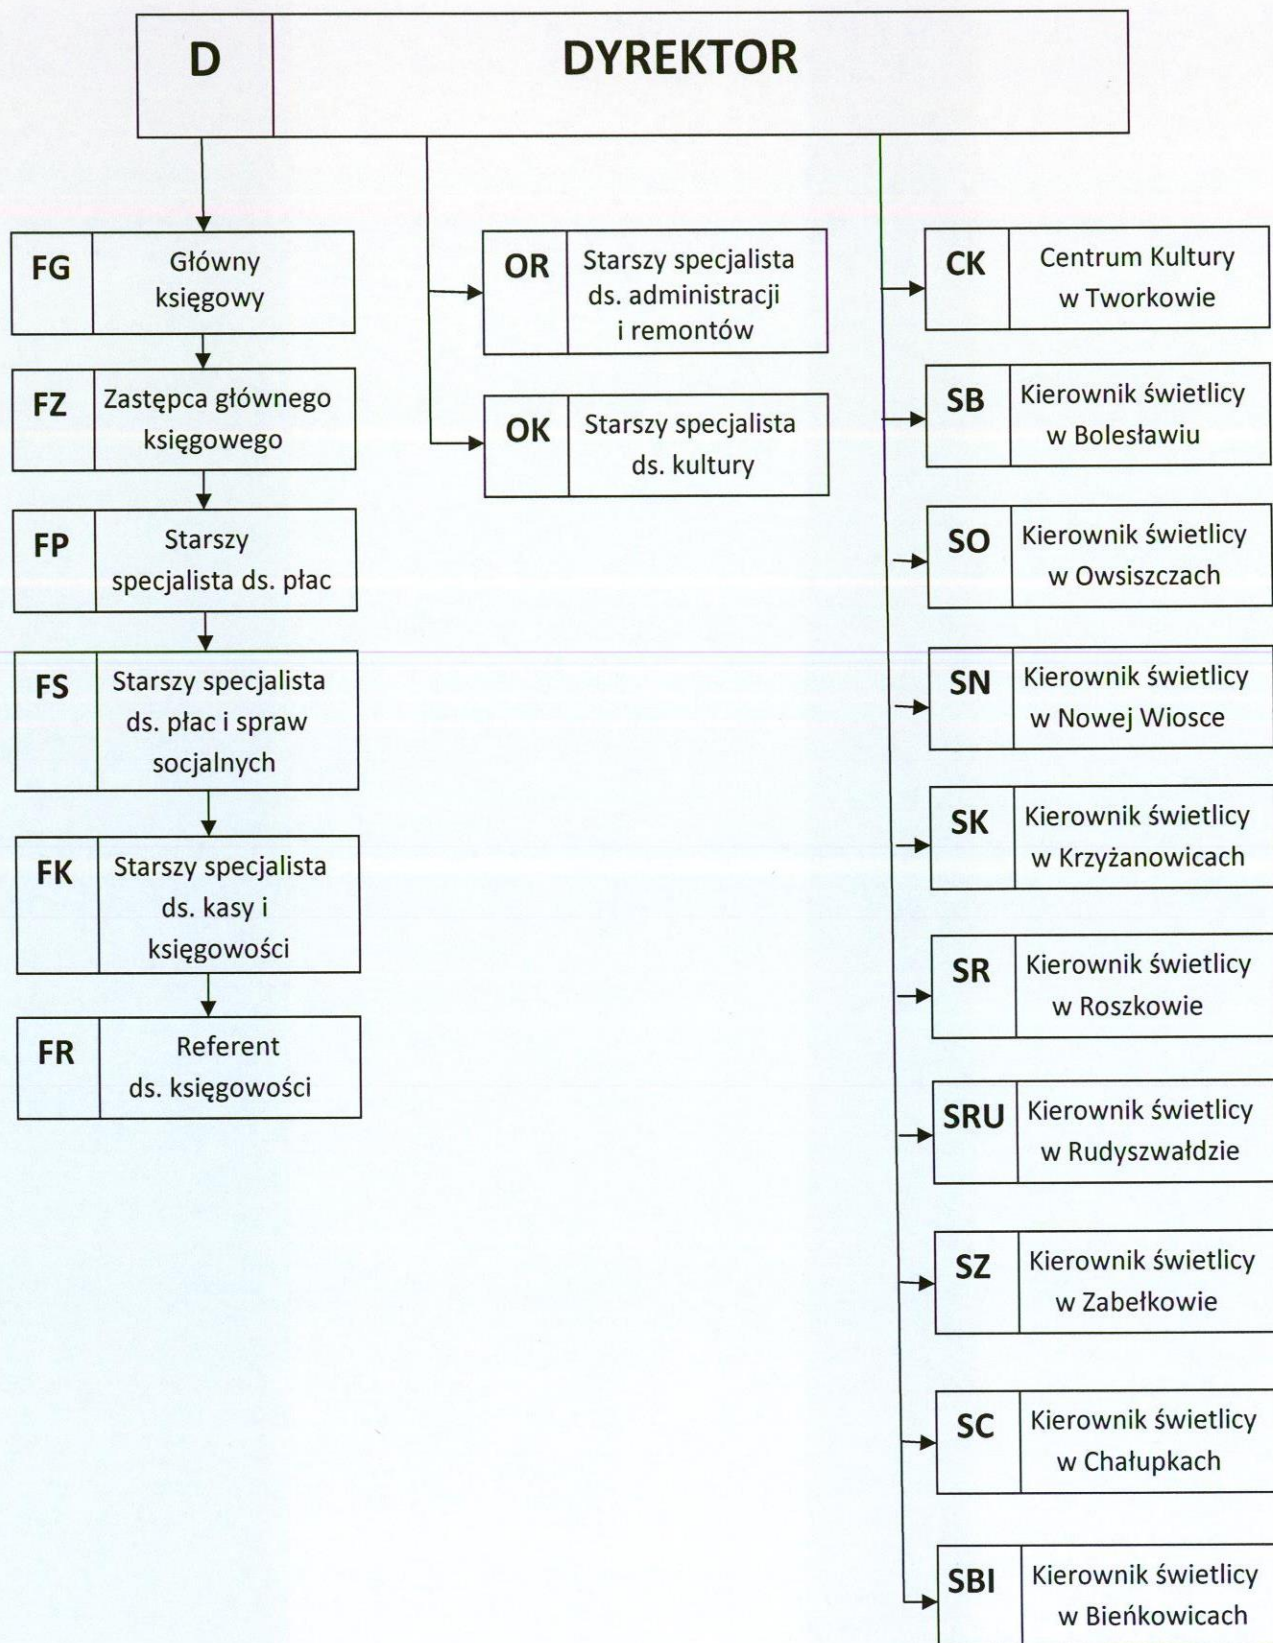 D
DYREKTOR
FG
Główny
księgowy
FZ
Zastępca głównego
księgowego
FP
Starszy
specjalista ds. płac
FS
Starszy specjalista
ds. płac i spraw
socjalnych
FK
Starszy specjalista
ds. kasy i
księgowości
FR
Referent
ds. księgowości
OR
Starszy specjalista
ds. administracji
i remontów
OK
Starszy specjalista
ds. kultury
CK
Centrum Kultury
w Tworkowie
SB
Kierownik świetlicy
w Bolesławiu
SO
Kierownik świetlicy
w Owsiszczach
SN
Kierownik świetlicy
w Nowej Wiosce
SK
Kierownik świetlicy
w Krzyżanowicach
SR
Kierownik świetlicy
w Roszkowie
SRU
Kierownik świetlicy
w Rudyszwałdzie
SZ
Kierownik świetlicy
w Zabełkowie
SC
Kierownik świetlicy
w Chałupkach
SBI
Kierownik świetlicy
w Bieńkowicach